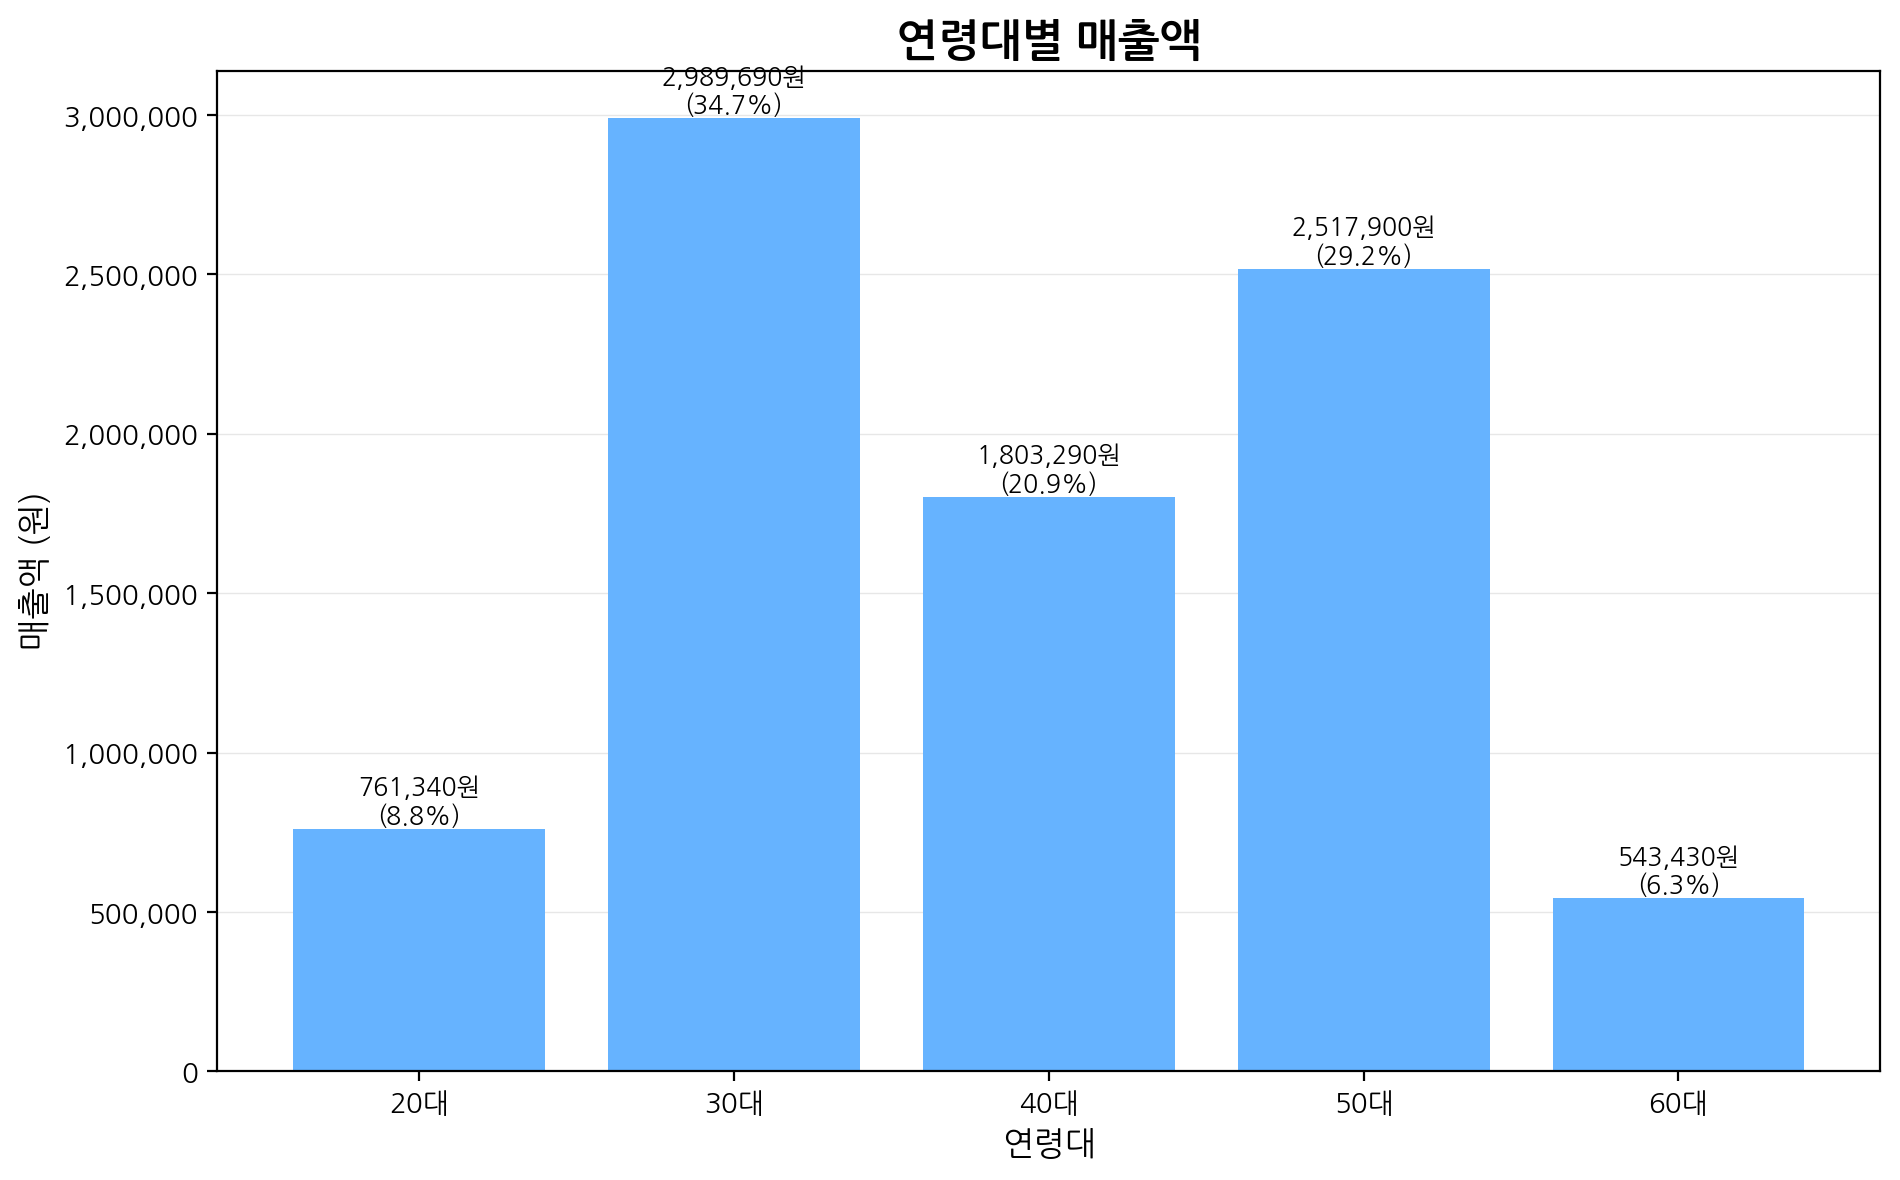 연령대별 매출액
2,989,690원
(34.7%)
3,000,000
2,517,900원
(29.2%)
2,500,000
2,000,000
1,803,290원
(20.9%)
매출액 (원)
1,500,000
1,000,000
761,340원
(8.8%)
543,430원
(6.3%)
500,000
0
20대
30대
40대
50대
60대
연령대